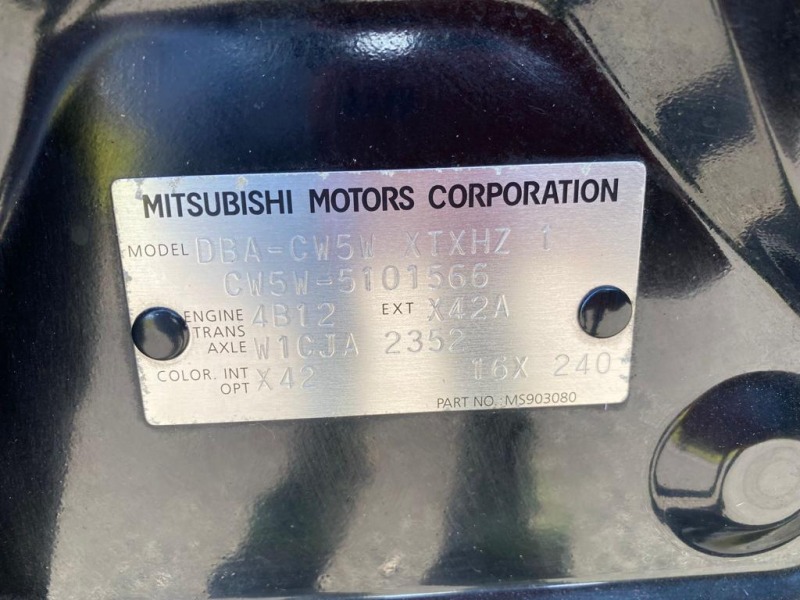 MITSUBISHI MOTORS CORPORATION
MODEL DBA-CW5W XTXHZ 1
CW5W-5101566
ENGINE 4B12 EXT X42A
TRANS
AXLE W1CJA 2352
COLOR. INT X42 16X 240
OPT
PART NO. MS903080